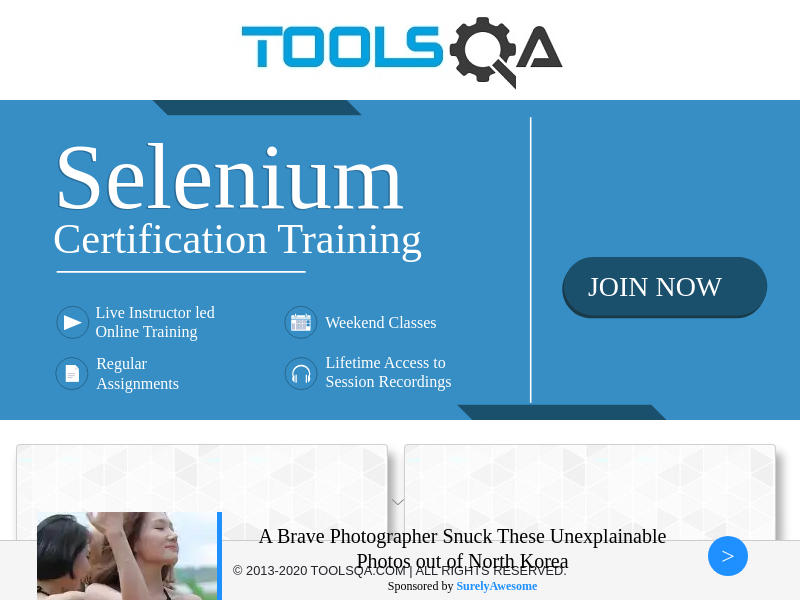 TOOLSQA
Selenium
Certification Training
Live Instructor led
Online Training
Weekend Classes
Regular
Assignments
Lifetime Access to
Session Recordings
JOIN NOW
A Brave Photographer Snuck These Unexplainable
Photos out of North Korea
© 2013-2020 TOOLSQA.COM | ALL RIGHTS RESERVED.
Sponsored by SurelyAwesome
>